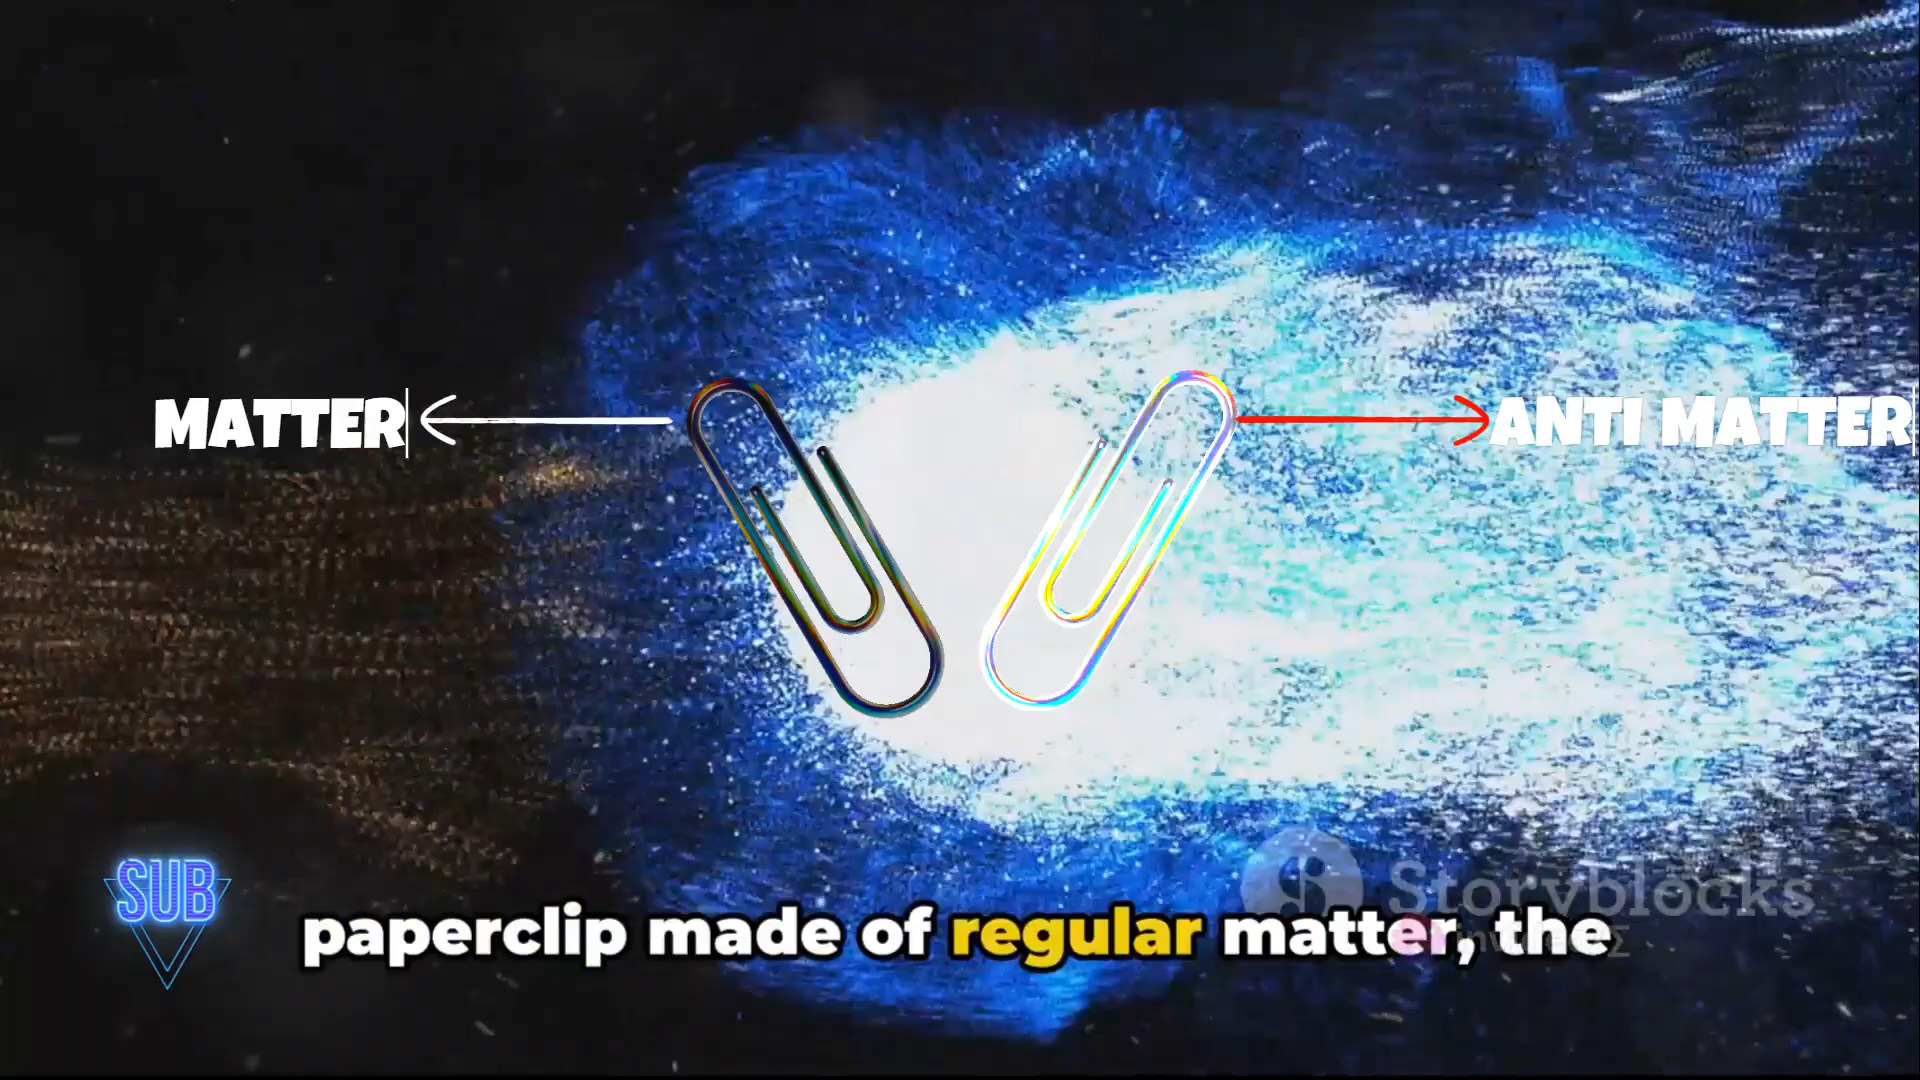 MATTER
ANTI MATTER
SUB
Storyblocks
paperclip made of regular matter, the